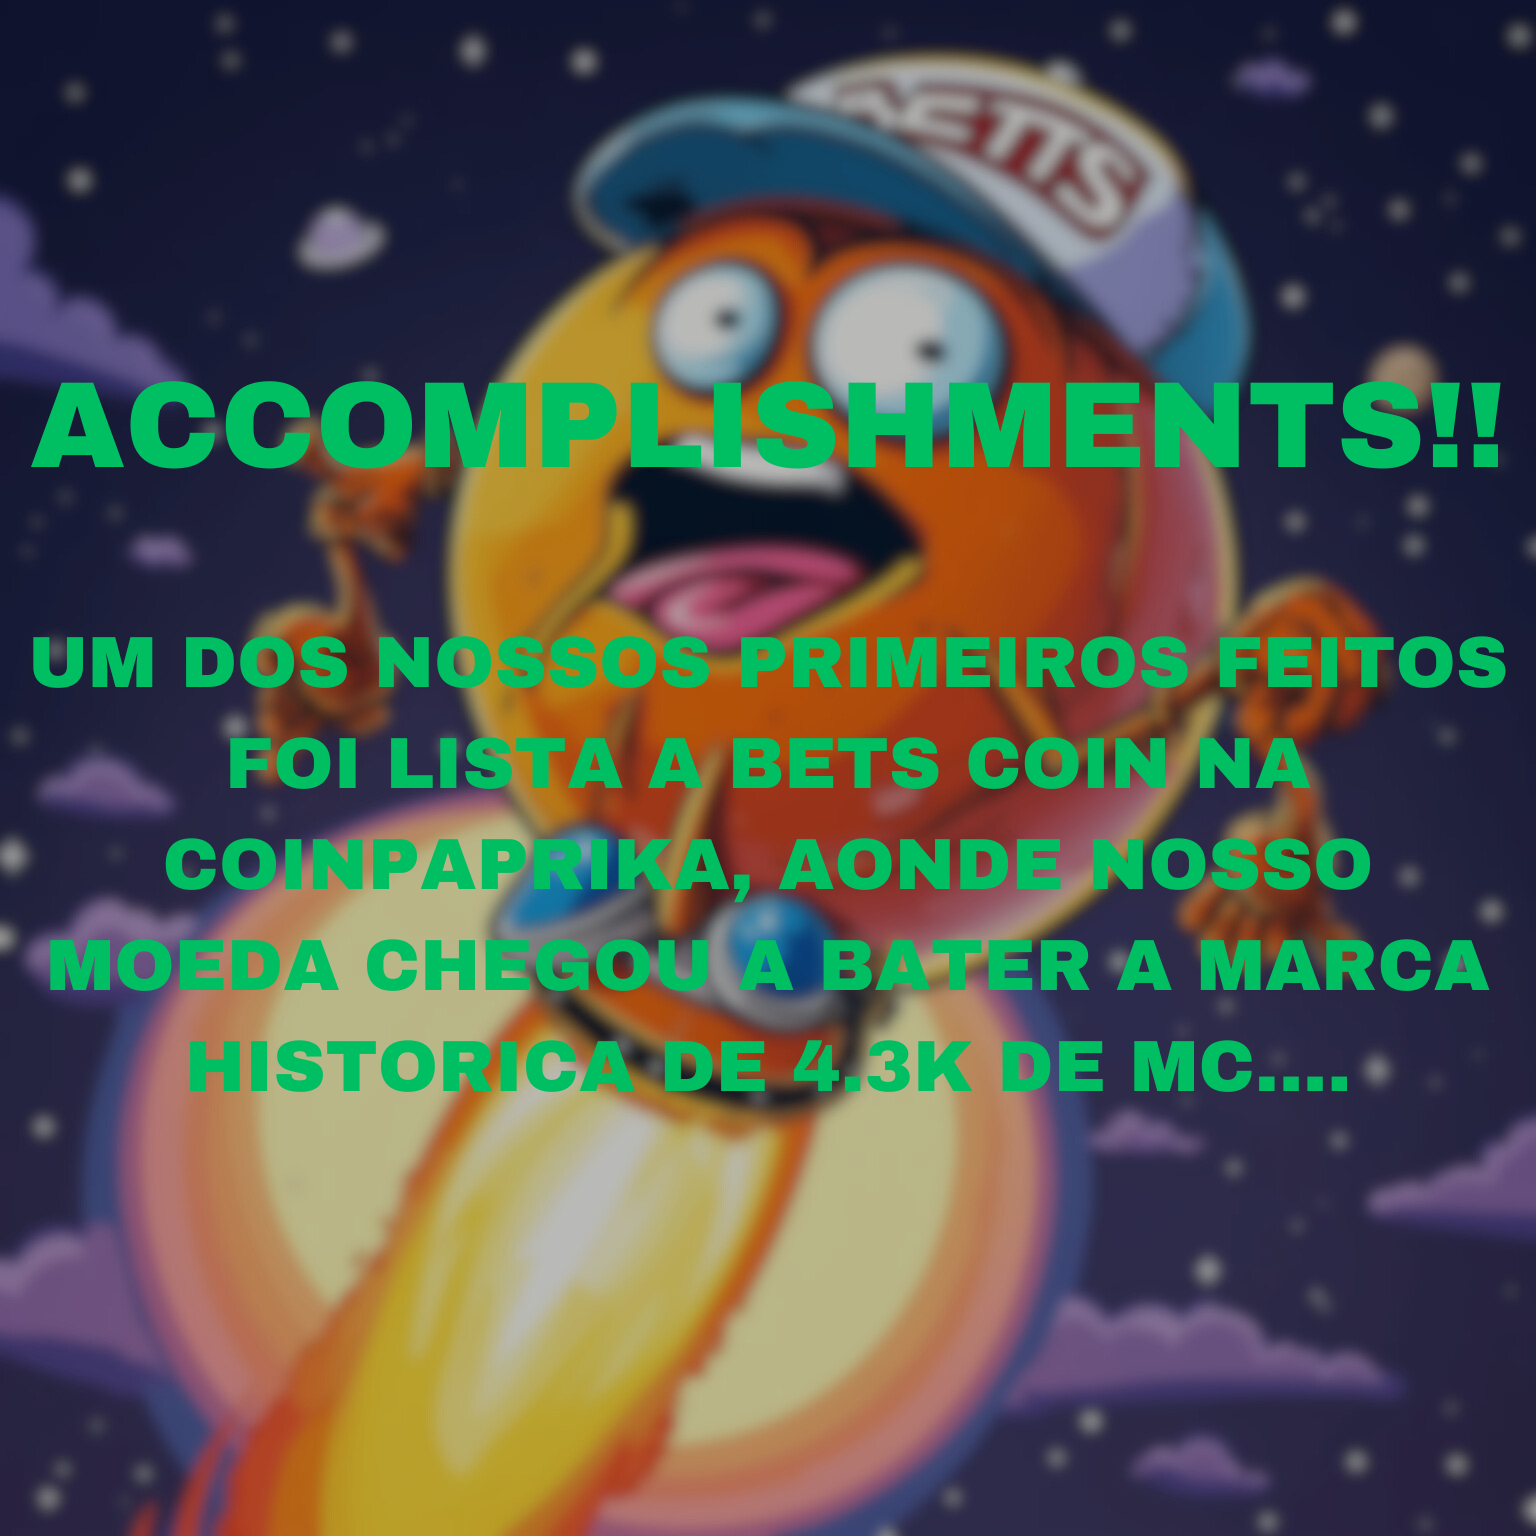 BETTS
ACCOMPLISHMENTS!!
UM DOS NOSSOS PRIMEIROS FEITOS
FOI LISTA A BETS COIN NA
COINPAPRIKA, AONDE NOSSO
MOEDA CHEGOU A BATER A MARCA
HISTORICA DE 4.3K DE MC....